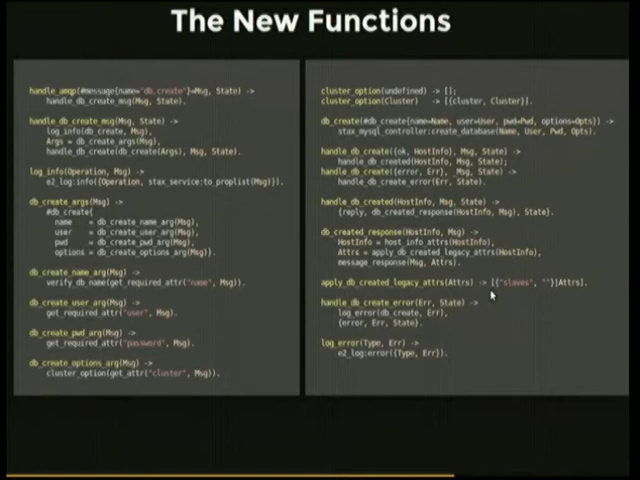 The New Functions
handle_amqp(#message{name="db.create"}=Msg, State) ->
handle_db_create_msg(Msg, State).
handle_db_create_msg(Msg, State) ->
log_info(db_create, Msg),
Args = db_create_args(Msg),
handle_db_create(db_create(Args), Msg, State).
log_info(Operation, Msg) ->
e2_log:info({Operation, stax_service:to_proplist(Msg)}).
db_create_args(Msg) ->
#db_create{
name = db_create_name_arg(Msg),
user = db_create_user_arg(Msg),
pwd = db_create_pwd_arg(Msg),
options = db_create_options_arg(Msg)}.
db_create_name_arg(Msg) ->
verify_db_name(get_required_attr("name", Msg)).
db_create_user_arg(Msg) ->
get_required_attr("user", Msg).
db_create_pwd_arg(Msg) ->
get_required_attr("password", Msg).
db_create_options_arg(Msg) ->
cluster_option(get_attr("cluster", Msg)).
cluster_option(undefined) -> [];
cluster_option(Cluster) -> [{cluster, Cluster}].
db_create(#db_create{name=Name, user=User, pwd=Pwd, options=Opts}) ->
stax_mysql_controller:create_database(Name, User, Pwd, Opts).
handle_db_create({ok, HostInfo}, Msg, State) ->
handle_db_created(HostInfo, Msg, State);
handle_db_create({error, Err}, _Msg, State) ->
handle_db_create_error(Err, State).
handle_db_created(HostInfo, Msg, State) ->
{reply, db_created_response(HostInfo, Msg), State}.
db_created_response(HostInfo, Msg) ->
HostInfo = host_info_attrs(HostInfo),
Attrs = apply_db_created_legacy_attrs(HostInfo),
message_response(Msg, Attrs).
apply_db_created_legacy_attrs(Attrs) -> [{"slaves", ""}|Attrs].
handle_db_create_error(Err, State) ->
log_error(db_create, Err),
{error, Err, State}.
log_error(Type, Err) ->
e2_log:error({Type, Err}).